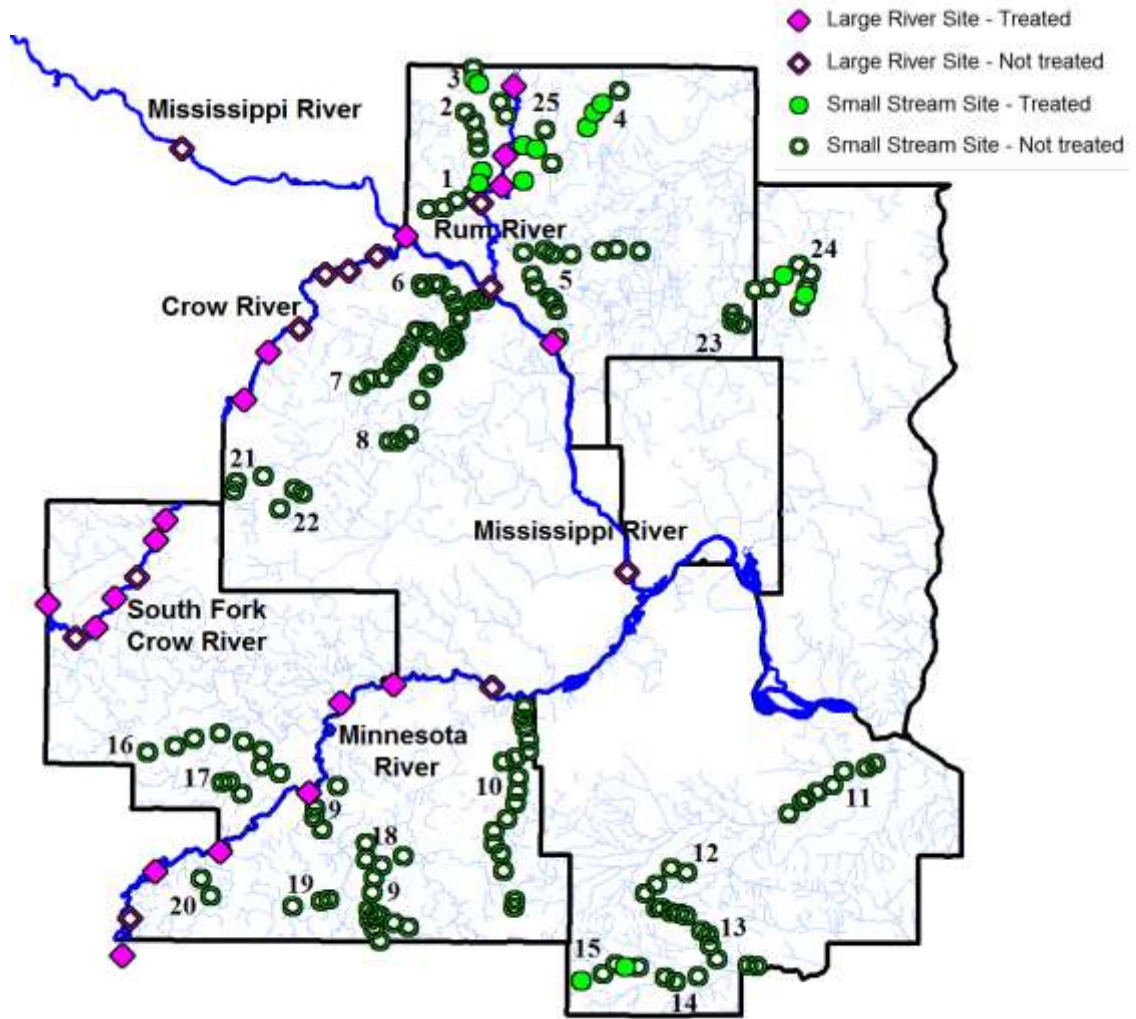 Large River Site - Treated
Large River Site - Not treated
Small Stream Site - Treated
Small Stream Site - Not treated
Mississippi River
3
2
25
4
1
Rum River
24
6
5
Crow River
23
7
8
21
22
Mississippi River
South Fork
Crow River
Minnesota
River
16
17
10
9
11
18
12
20
19
9
13
15
14